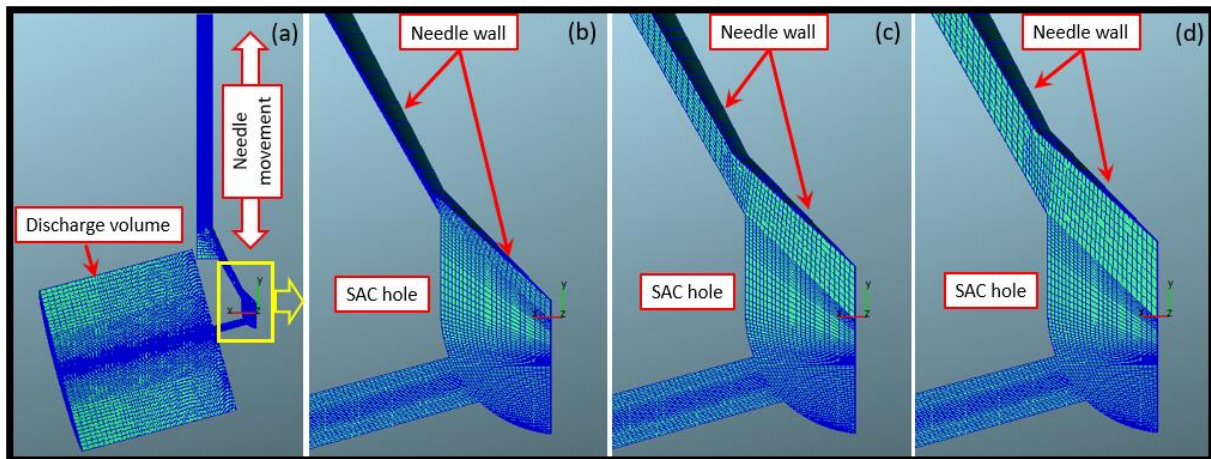 (a)
Needle
movement
Discharge volume
y
x
z
Needle wall
(b)
SAC hole
y
x
z
Needle wall
(c)
SAC hole
y
x
z
Needle wall
(d)
SAC hole
y
x
z